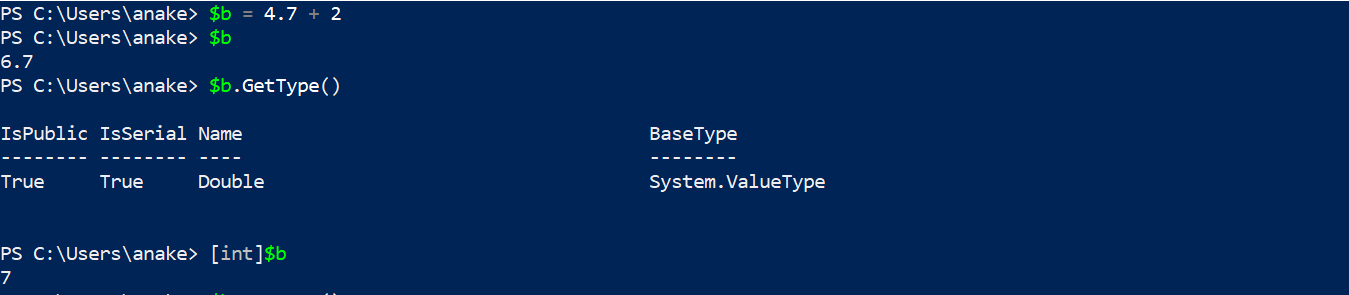 PS C:\Users\anake> $b = 4.7 + 2
PS C:\Users\anake> $b
6.7
PS C:\Users\anake> $b.GetType()
IsPublic IsSerial Name                                     BaseType
-------- -------- ----                                     --------
True     True     Double                                   System.ValueType
PS C:\Users\anake> [int]$b
7